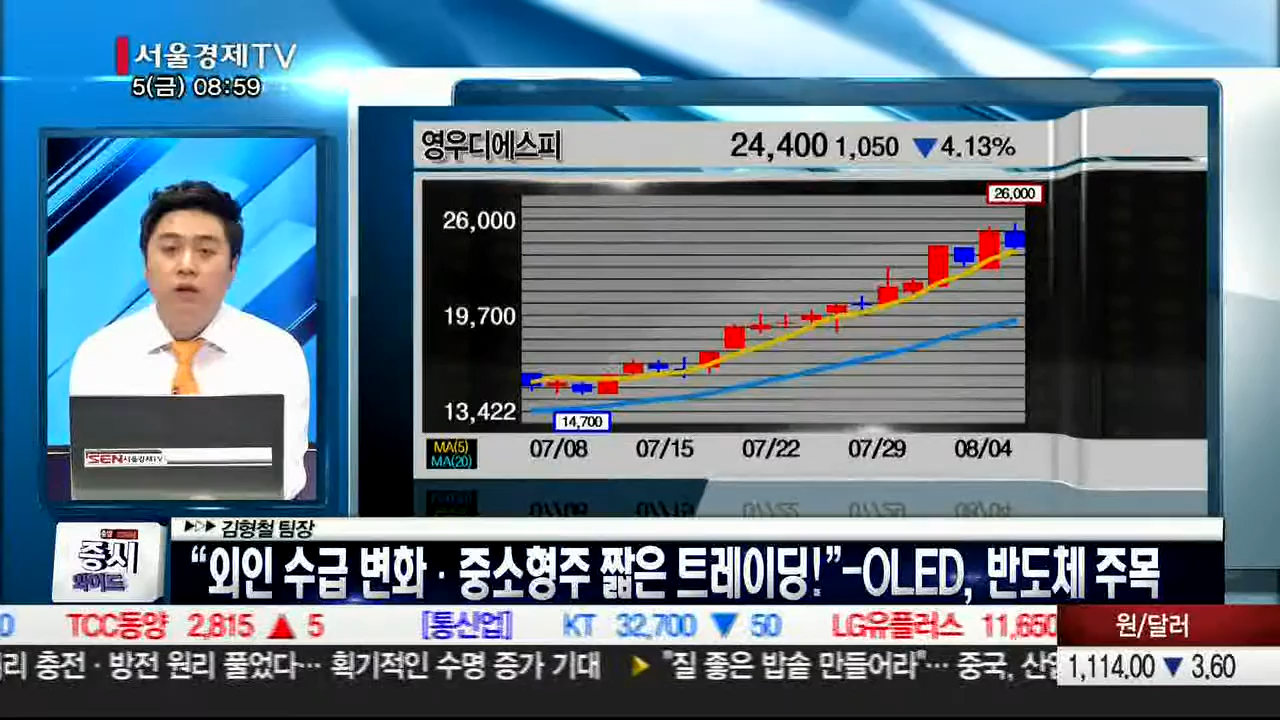 서울경제TV
5(금) 08:59
영우디에스피 24,400 1,050 ▼4.13%
26,000
26,000
19,700
13,422
14,700
MA(5)
MA(20)
07/08 07/15 07/22 07/29 08/04
SEN 서울경제TV
▶▷▶ 김형철 팀장
증시
와이드
“외인 수급 변화·중소형주 짧은 트레이딩!”-OLED, 반도체 주목
0 TCC동양 2,815 ▲ 5 [통신업] KT 32,700 ▼ 50 LG유플러스 11,650
원/달러
리 충전·방전 원리 풀었다… 획기적인 수명 증가 기대 ▶ "질 좋은 밥솥 만들어라"… 중국, 산업
1,114.00 ▼ 3.60